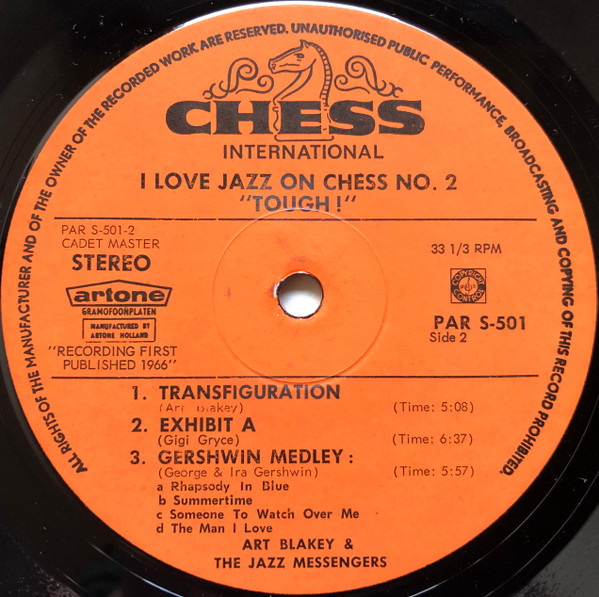 ALL RIGHTS OF THE MANUFACTURER AND OF THE OWNER OF THE RECORDED WORK ARE RESERVED. UNAUTHORISED PUBLIC PERFORMANCE, BROADCASTING AND COPYING OF THIS RECORD PROHIBITED.
CHESS
INTERNATIONAL
I LOVE JAZZ ON CHESS NO. 2
"TOUGH!"
PAR S-501-2
CADET MASTER
STEREO
33 1/3 RPM
artone
GRAMOFOONPLATEN
MANUFACTURED BY
ARTONE HOLLAND
COPYRIGHT
CONTROL
PAR S-501
Side 2
"RECORDING FIRST
PUBLISHED 1966"
1. TRANSFIGURATION
(Art Blakey) (Time: 5:08)
2. EXHIBIT A
(Gigi Gryce) (Time: 6:37)
3. GERSHWIN MEDLEY:
(George & Ira Gershwin) (Time: 5:57)
a Rhapsody In Blue
b Summertime
c Someone To Watch Over Me
d The Man I Love
ART BLAKEY &
THE JAZZ MESSENGERS